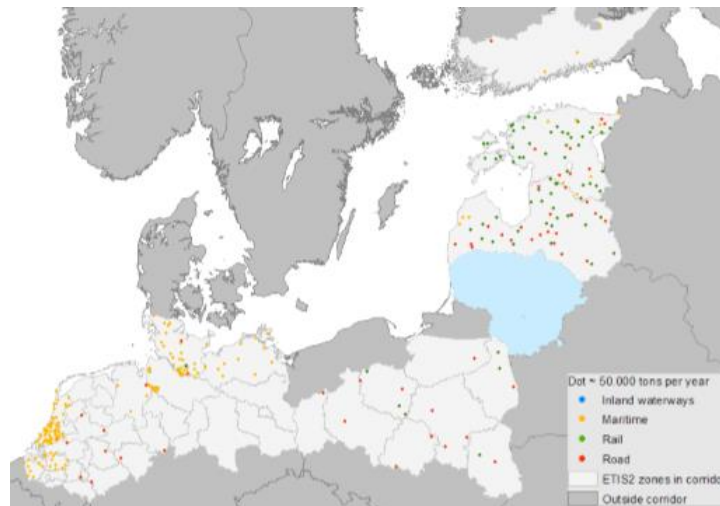 Dot ≈ 50.000 tons per year
Inland waterways
Maritime
Rail
Road
ETIS2 zones in corrido
Outside corridor